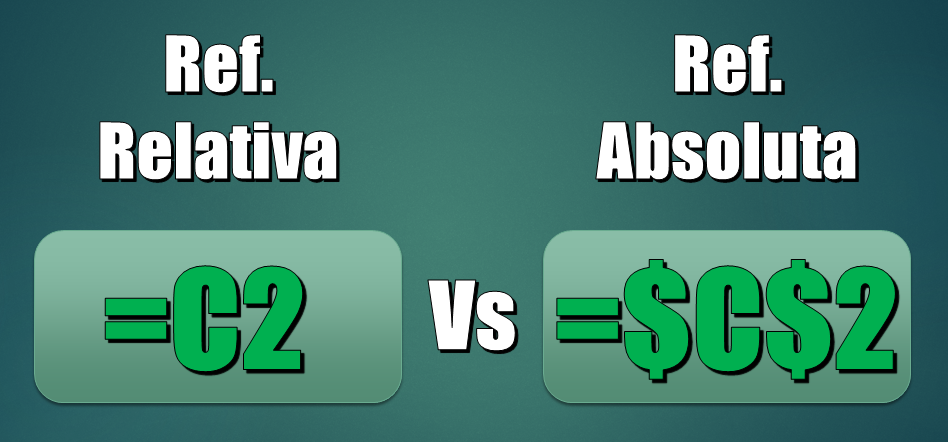 Ref.
Relativa
=C2
Vs
Ref.
Absoluta
=$C$2